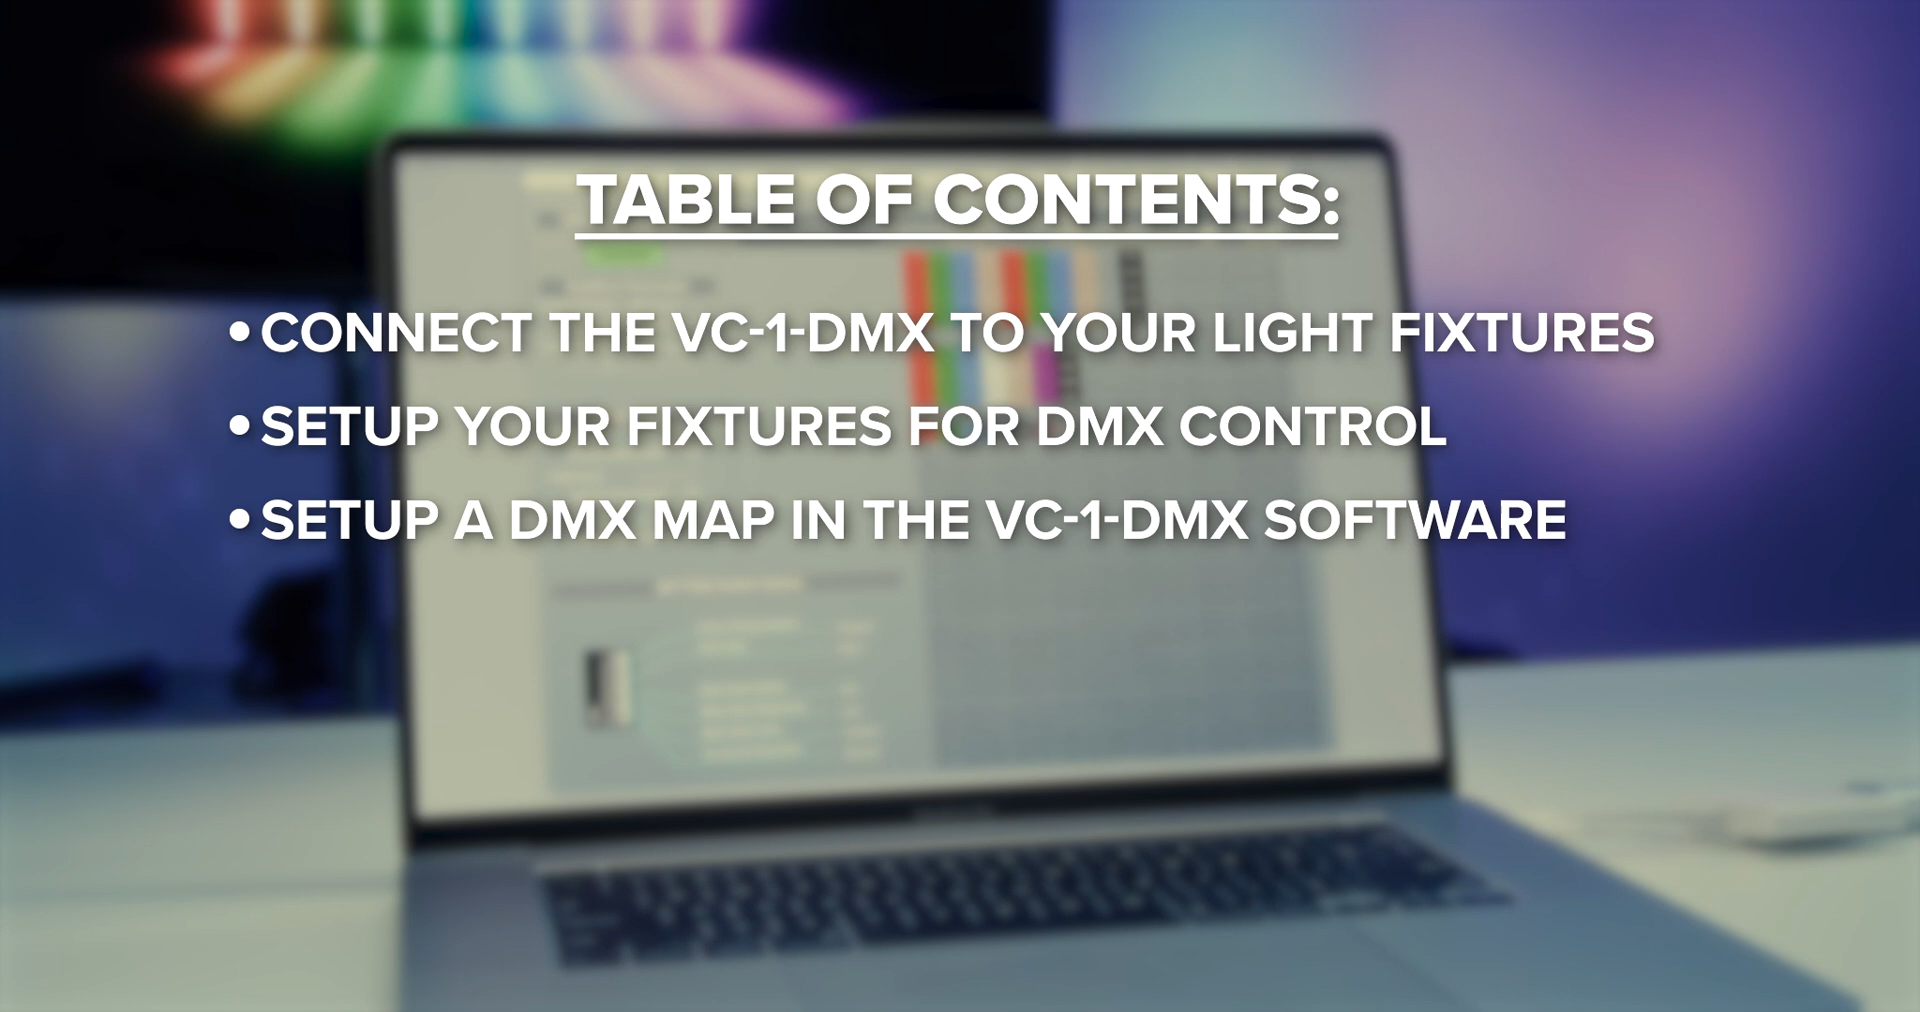 TABLE OF CONTENTS:
• CONNECT THE VC-1-DMX TO YOUR LIGHT FIXTURES
• SETUP YOUR FIXTURES FOR DMX CONTROL
• SETUP A DMX MAP IN THE VC-1-DMX SOFTWARE